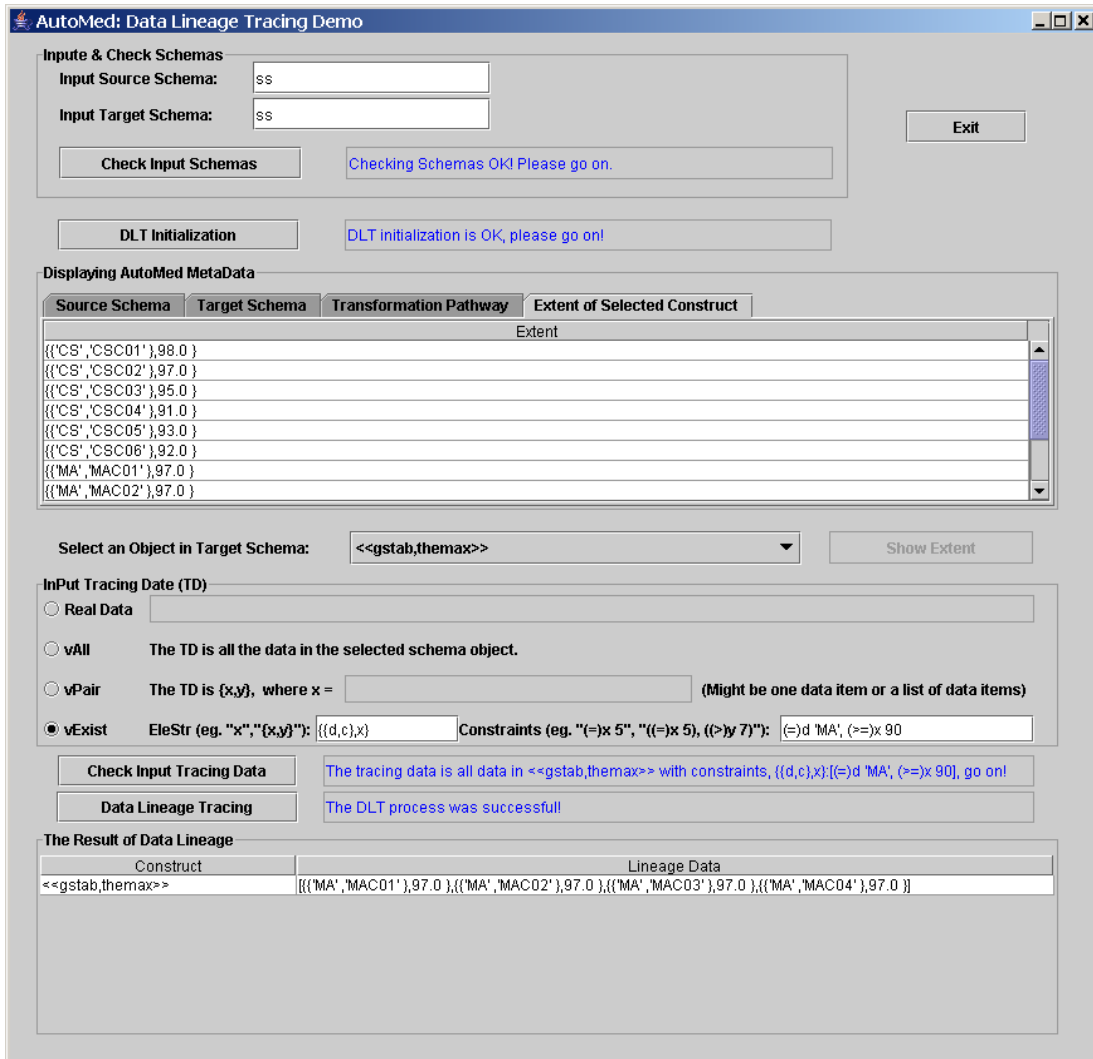 AutoMed: Data Lineage Tracing Demo
Inpute & Check Schemas
Input Source Schema: ss
Input Target Schema: ss
Exit
Check Input Schemas Checking Schemas OK! Please go on.
DLT Initialization DLT initialization is OK, please go on!
Displaying AutoMed MetaData
Source Schema Target Schema Transformation Pathway Extent of Selected Construct
Extent
{{'CS','CSC01'},98.0 }
{{'CS','CSC02'},97.0 }
{{'CS','CSC03'},95.0 }
{{'CS','CSC04'},91.0 }
{{'CS','CSC05'},93.0 }
{{'CS','CSC06'},92.0 }
{{'MA','MAC01'},97.0 }
{{'MA','MAC02'},97.0 }
Select an Object in Target Schema: <<gstab,themax>> Show Extent
InPut Tracing Date (TD)
Real Data
vAll The TD is all the data in the selected schema object.
vPair The TD is {x,y}, where x = (Might be one data item or a list of data items)
vExist EleStr (eg. "x","{x,y}"): {{d,c},x} Constraints (eg. "(=)x 5", "((=)x 5), ((>)y 7)"): (=)d 'MA', (>=)x 90
Check Input Tracing Data The tracing data is all data in <<gstab,themax>> with constraints, {{d,c},x}:[(=)d 'MA', (>=)x 90], go on!
Data Lineage Tracing The DLT process was successful!
The Result of Data Lineage
Construct Lineage Data
<<gstab,themax>> [{{'MA','MAC01'},97.0 },{{'MA','MAC02'},97.0 },{{'MA','MAC03'},97.0 },{{'MA','MAC04'},97.0 }]